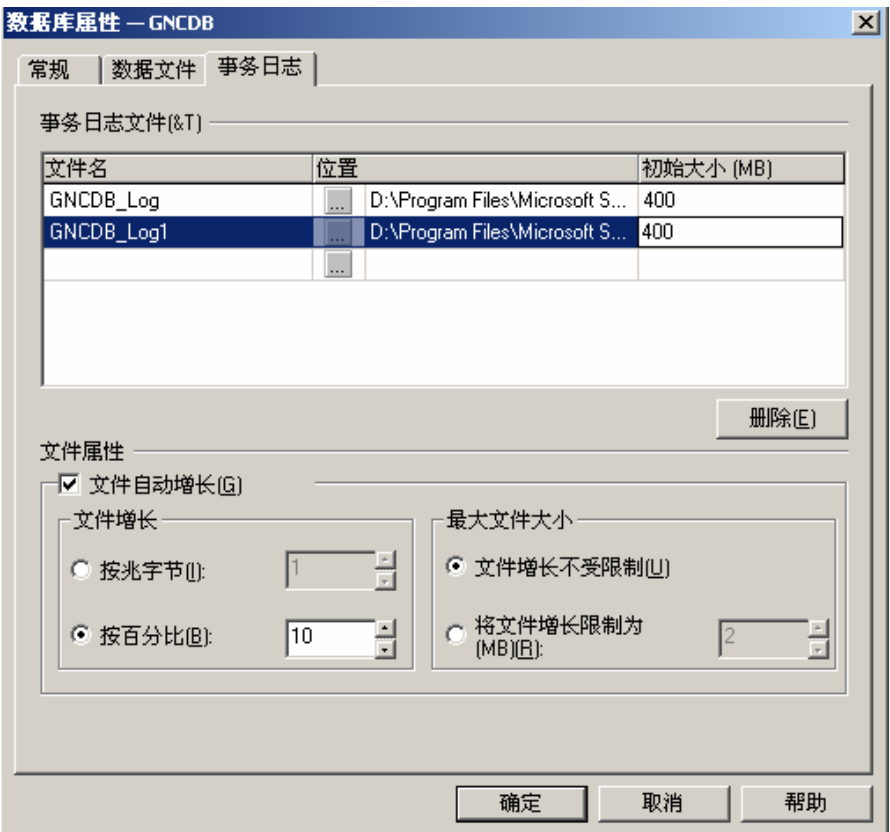 数据库属性 — GNCDB
常规 数据文件 事务日志
事务日志文件(&T)
文件名 位置 初始大小 (MB)
GNCDB_Log ... D:\Program Files\Microsoft S... 400
GNCDB_Log1 ... D:\Program Files\Microsoft S... 400
...
删除(E)
文件属性
文件自动增长(G)
文件增长 最大文件大小
按兆字节(I): 1 文件增长不受限制(U)
按百分比(B): 10 将文件增长限制为
(MB)(R): 2
确定 取消 帮助